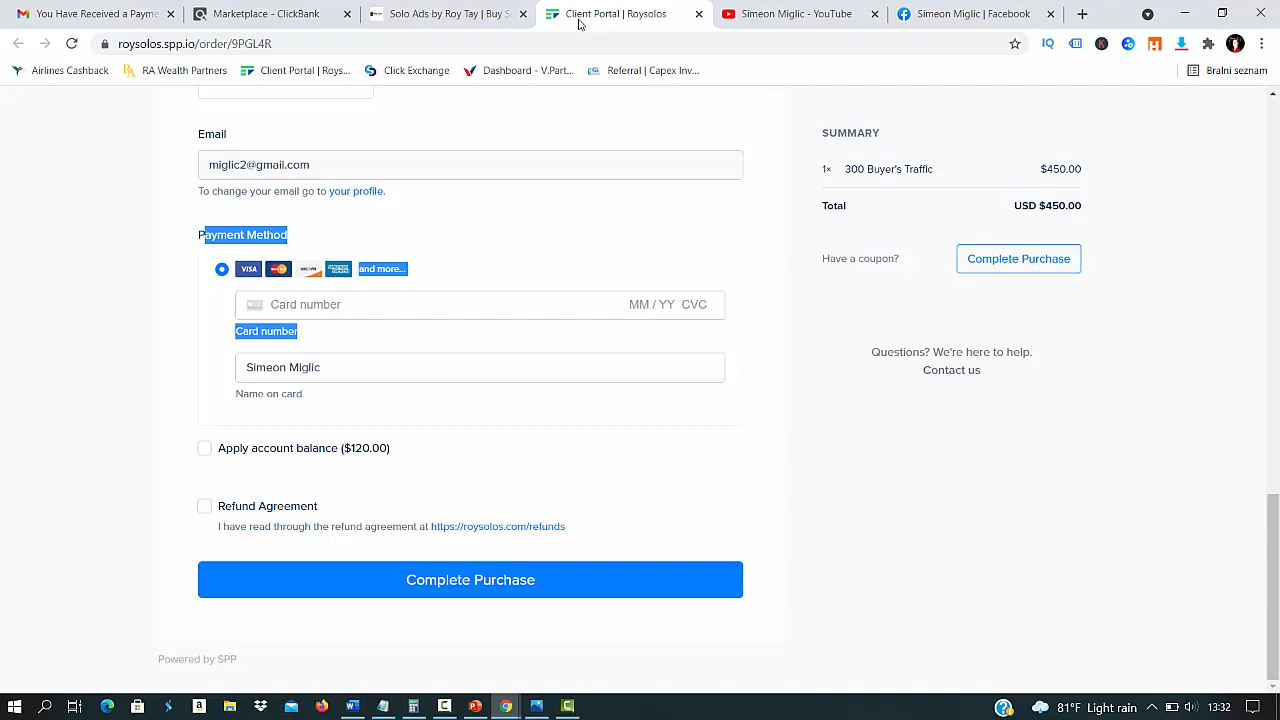 You Have Received a Payme
Marketplace - ClickBank
Solo Ads by Roy Tay | Buy S
Client Portal | Roysolos
Simeon Miglic - YouTube
Simeon Miglic | Facebook
roysolos.spp.io/order/9PGL4R
Airlines Cashback
RA Wealth Partners
Client Portal | Roys...
Click Exchange
Dashboard - V.Part...
Referral | Capex Inv...
Bralni seznam
Email
miglic2@gmail.com
To change your email go to your profile.
Payment Method
VISA
and more...
Card number
MM / YY CVC
Card number
Simeon Miglic
Name on card
Apply account balance ($120.00)
Refund Agreement
I have read through the refund agreement at https://roysolos.com/refunds
Complete Purchase
Powered by SPP
SUMMARY
1× 300 Buyer's Traffic $450.00
Total USD $450.00
Have a coupon?
Complete Purchase
Questions? We're here to help.
Contact us
81°F Light rain
13:32